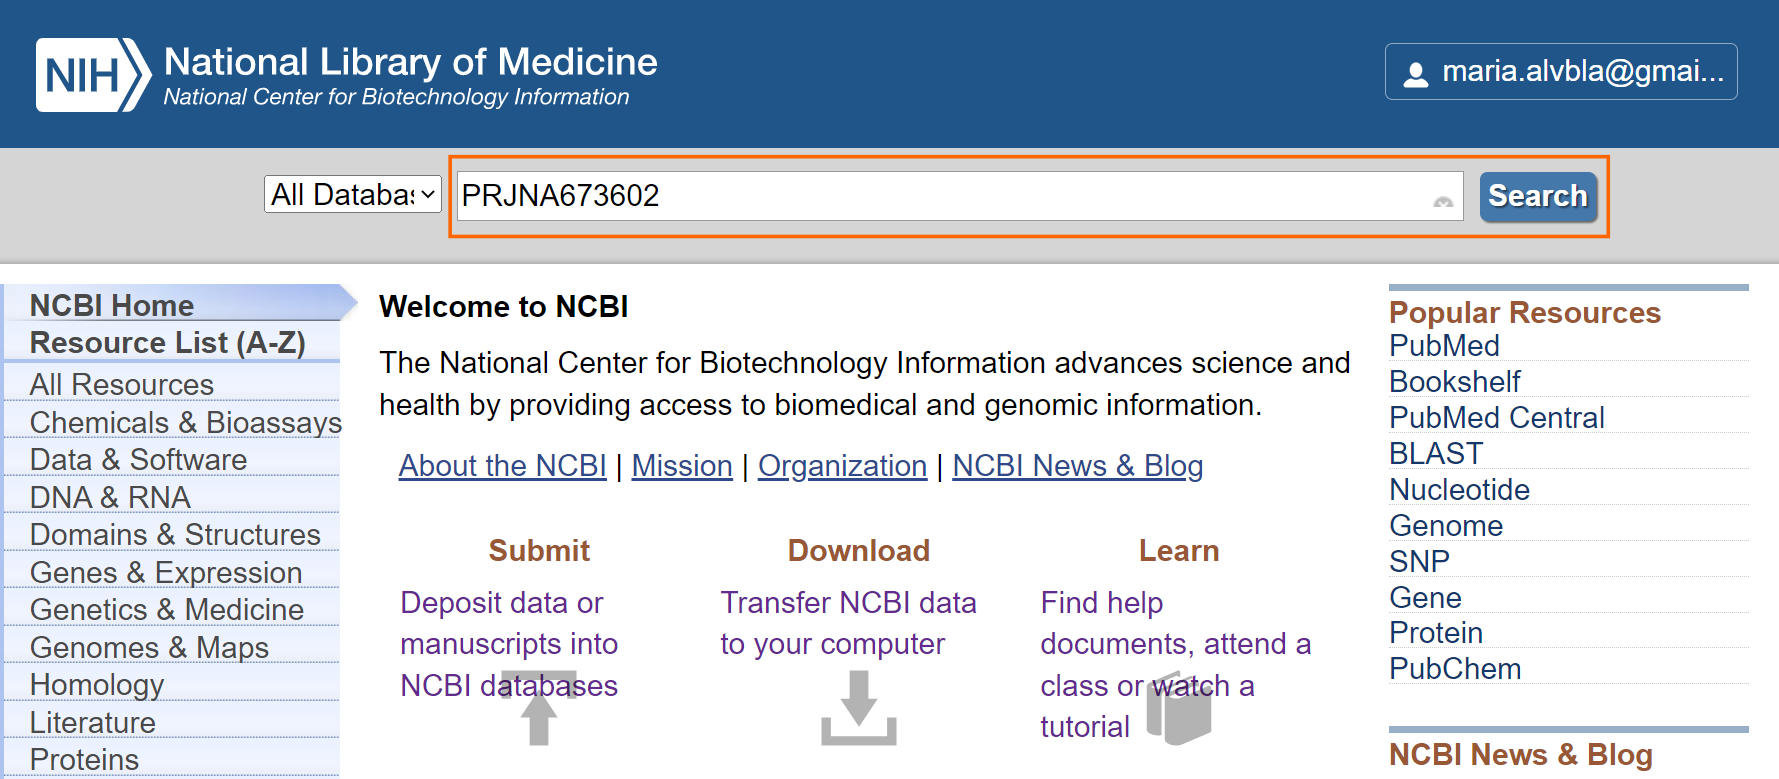 NIH National Library of Medicine
National Center for Biotechnology Information
maria.alvbla@gmai...
All Databas
PRJNA673602
Search
NCBI Home
Resource List (A-Z)
All Resources
Chemicals & Bioassays
Data & Software
DNA & RNA
Domains & Structures
Genes & Expression
Genetics & Medicine
Genomes & Maps
Homology
Literature
Proteins
Welcome to NCBI
The National Center for Biotechnology Information advances science and
health by providing access to biomedical and genomic information.
About the NCBI | Mission | Organization | NCBI News & Blog
Submit
Deposit data or
manuscripts into
NCBI databases
Download
Transfer NCBI data
to your computer
Learn
Find help
documents, attend a
class or watch a
tutorial
Popular Resources
PubMed
Bookshelf
PubMed Central
BLAST
Nucleotide
Genome
SNP
Gene
Protein
PubChem
NCBI News & Blog